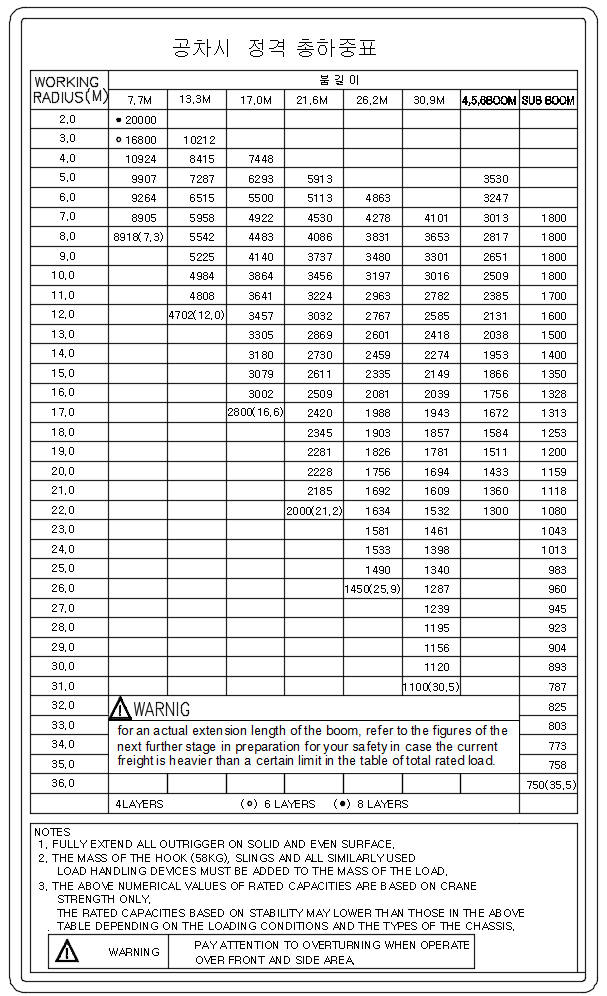 공차시 정격 총하중표
WORKING RADIUS(M) 붐 길 이
7.7M 13.3M 17.0M 21.6M 26.2M 30.9M 4,5,6BOOM SUB BOOM
2.0 ● 20000
3.0 ⊙ 16800 10212
4.0 10924 8415 7448
5.0 9907 7287 6293 5913 3530
6.0 9264 6515 5500 5113 4863 3247
7.0 8905 5958 4922 4530 4278 4101 3013 1800
8.0 8918(7.3) 5542 4483 4086 3831 3653 2817 1800
9.0 5225 4140 3737 3480 3301 2651 1800
10.0 4984 3864 3456 3197 3016 2509 1800
11.0 4808 3641 3224 2963 2782 2385 1700
12.0 4702(12.0) 3457 3032 2767 2585 2131 1600
13.0 3305 2869 2601 2418 2038 1500
14.0 3180 2730 2459 2274 1953 1400
15.0 3079 2611 2335 2149 1866 1350
16.0 3002 2509 2081 2039 1756 1328
17.0 2800(16.6) 2420 1988 1943 1672 1313
18.0 2345 1903 1857 1584 1253
19.0 2281 1826 1781 1511 1200
20.0 2228 1756 1694 1433 1159
21.0 2185 1692 1609 1360 1118
22.0 2000(21.2) 1634 1532 1300 1080
23.0 1581 1461 1043
24.0 1533 1398 1013
25.0 1490 1340 983
26.0 1450(25.9) 1287 960
27.0 1239 945
28.0 1195 923
29.0 1156 904
30.0 1120 893
31.0 1100(30.5) 787
32.0 825
33.0 803
34.0 773
35.0 758
36.0 750(35.5)
WARNIG
for an actual extension length of the boom, refer to the figures of the
next further stage in preparation for your safety in case the current
freight is heavier than a certain limit in the table of total rated load.
4LAYERS (⊙) 6 LAYERS (●) 8 LAYERS
NOTES
1. FULLY EXTEND ALL OUTRIGGER ON SOLID AND EVEN SURFACE.
2. THE MASS OF THE HOOK (58KG), SLINGS AND ALL SIMILARLY USED
LOAD HANDLING DEVICES MUST BE ADDED TO THE MASS OF THE LOAD.
3. THE ABOVE NUMERICAL VALUES OF RATED CAPACITIES ARE BASED ON CRANE
STRENGTH ONLY.
THE RATED CAPACITIES BASED ON STABILITY MAY LOWER THAN THOSE IN THE ABOVE
TABLE DEPENDING ON THE LOADING CONDITIONS AND THE TYPES OF THE CHASSIS.
WARNING
PAY ATTENTION TO OVERTURNING WHEN OPERATE
OVER FRONT AND SIDE AREA.